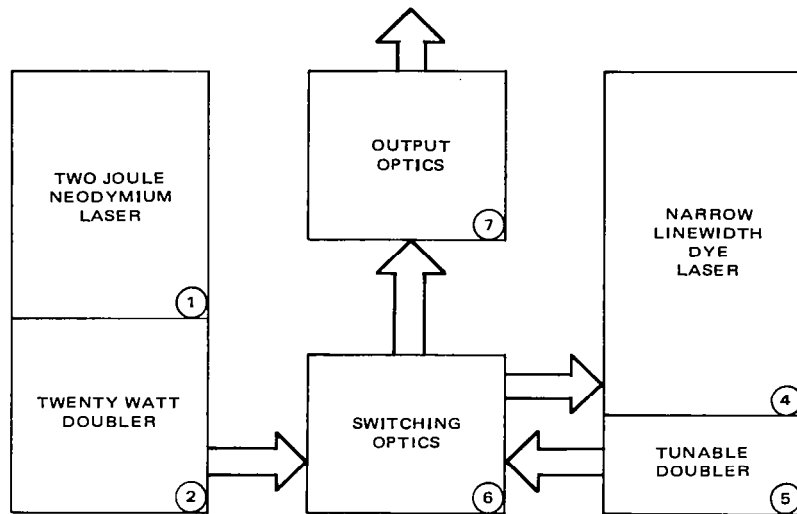 TWO JOULE
NEODYMIUM
LASER
1
TWENTY WATT
DOUBLER
2
OUTPUT
OPTICS
7
SWITCHING
OPTICS
6
NARROW
LINEWIDTH
DYE
LASER
4
TUNABLE
DOUBLER
5